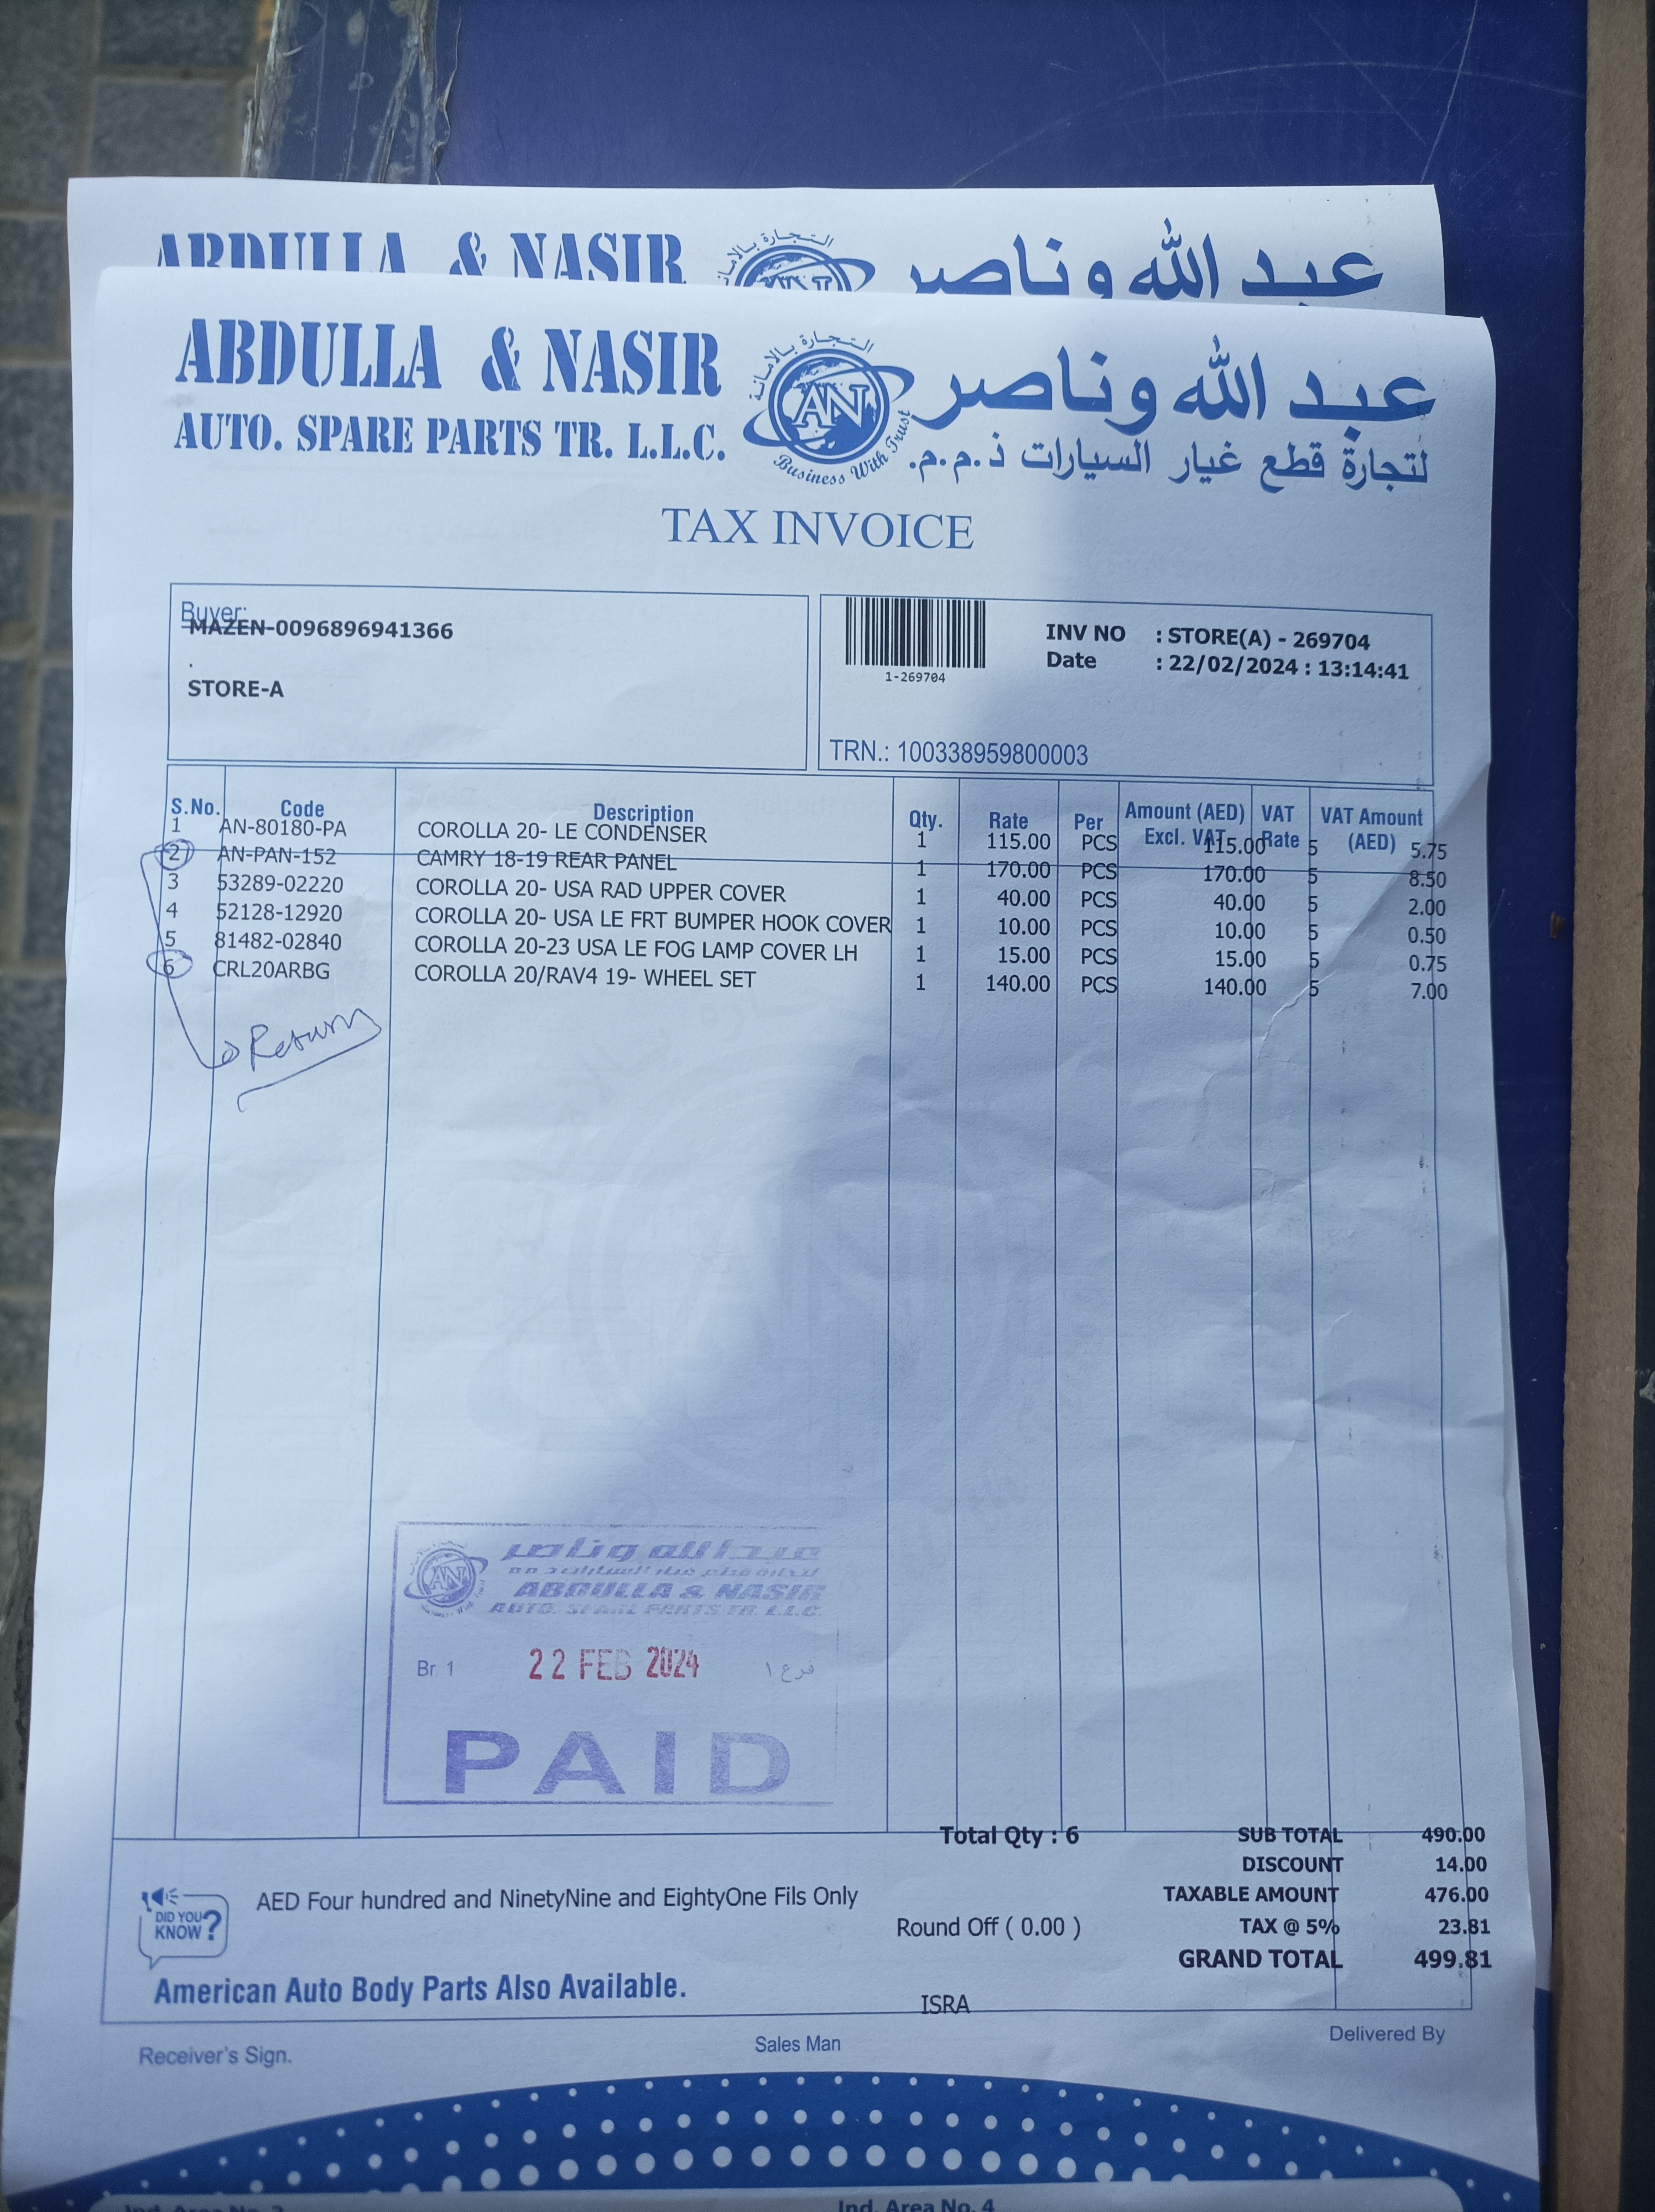 ABDULLA & NASIR
عبد الله وناصر
ABDULLA & NASIR
عبد الله وناصر
التجارة بالامانة
AN
Business With Trust
AUTO. SPARE PARTS TR. L.L.C.
لتجارة قطع غيار السيارات ذ.م.م.
TAX INVOICE
Buyer:
MAZEN-0096896941366
.
STORE-A
1-269704
INV NO : STORE(A) - 269704
Date : 22/02/2024 : 13:14:41
TRN.: 100338959800003
S.No. Code Description Qty. Rate Per Amount (AED) Excl. VAT VAT Rate VAT Amount (AED)
1 AN-80180-PA COROLLA 20- LE CONDENSER 1 115.00 PCS 115.00 5 5.75
2 AN-PAN-152 CAMRY 18-19 REAR PANEL 1 170.00 PCS 170.00 5 8.50
3 53289-02220 COROLLA 20- USA RAD UPPER COVER 1 40.00 PCS 40.00 5 2.00
4 52128-12920 COROLLA 20- USA LE FRT BUMPER HOOK COVER 1 10.00 PCS 10.00 5 0.50
5 81482-02840 COROLLA 20-23 USA LE FOG LAMP COVER LH 1 15.00 PCS 15.00 5 0.75
6 CRL20ARBG COROLLA 20/RAV4 19- WHEEL SET 1 140.00 PCS 140.00 5 7.00
Return
عبد الله وناصر
AN
ABDULLA & NASIR
AUTO. SPARE PARTS TR. L.L.C.
Br. 1 22 FEB 2024 فرع ١
PAID
Total Qty : 6 SUB TOTAL 490.00
DISCOUNT 14.00
AED Four hundred and NinetyNine and EightyOne Fils Only TAXABLE AMOUNT 476.00
DID YOU KNOW?
Round Off ( 0.00 ) TAX @ 5% 23.81
GRAND TOTAL 499.81
American Auto Body Parts Also Available.
ISRA
Receiver's Sign. Sales Man Delivered By
Ind. Area No. 4